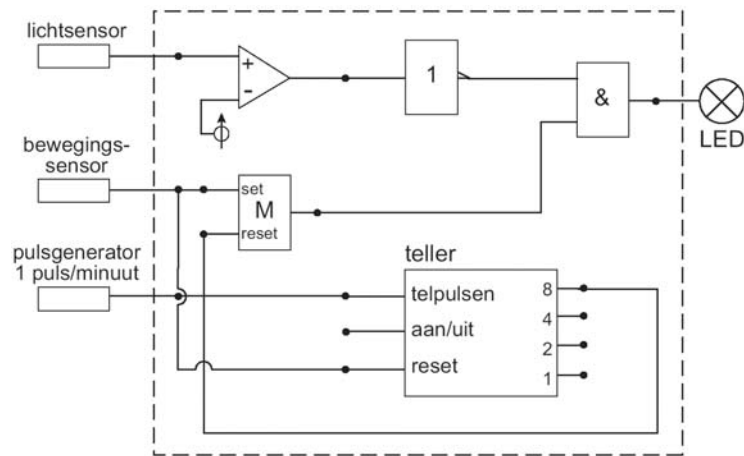 lichtsensor
+
-
1
&
LED
bewegings-
sensor
set
M
reset
pulsgenerator
1 puls/minuut
teller
telpulsen
8
aan/uit
4
2
reset
1